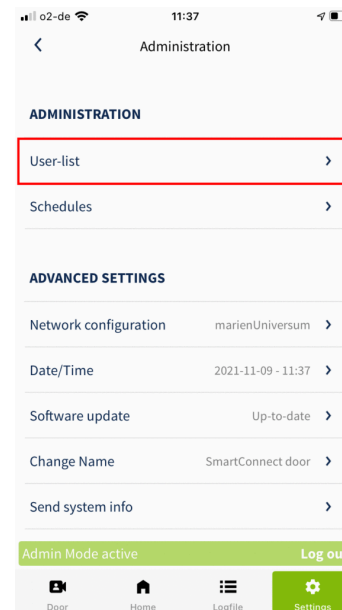 o2-de 11:37
Administration
ADMINISTRATION
User-list
Schedules
ADVANCED SETTINGS
Network configuration marienUniversum
Date/Time 2021-11-09 - 11:37
Software update Up-to-date
Change Name SmartConnect door
Send system info
Admin Mode active Log ou
Door Home Logfile Settings